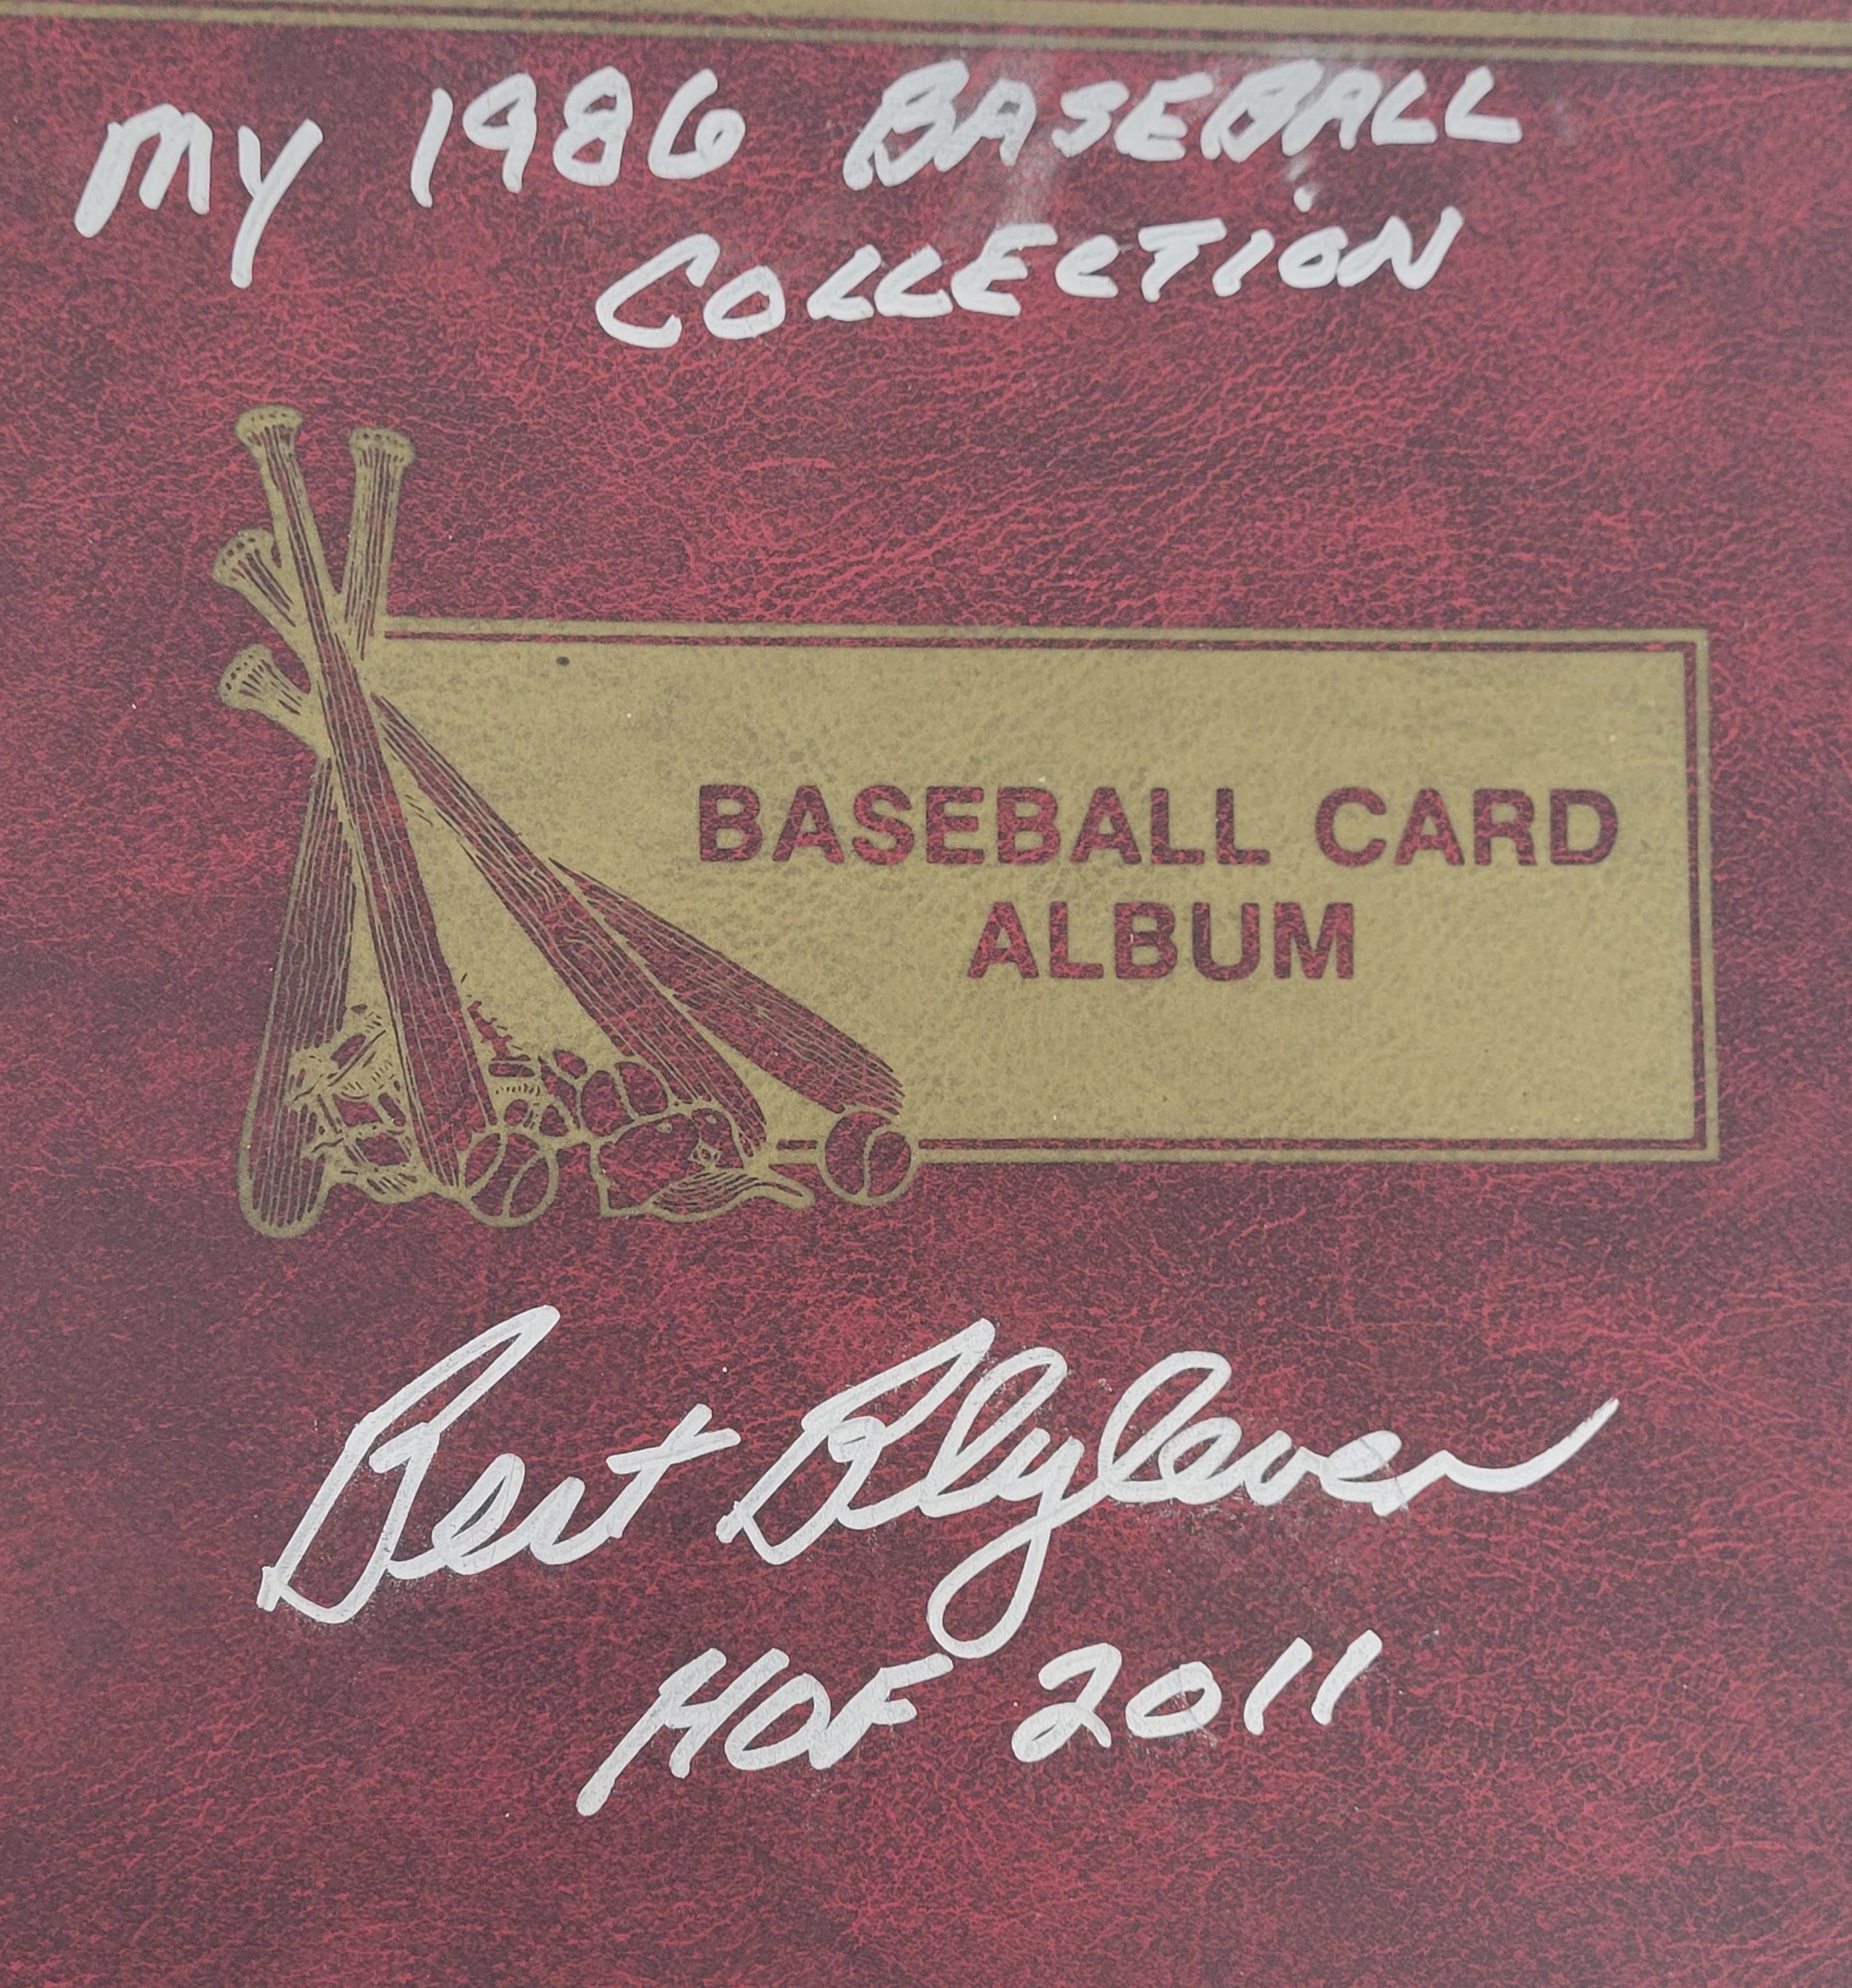 My 1986 BASEBALL
COLLECTION
BASEBALL CARD
ALBUM
Bert Blyleven
HOF 2011